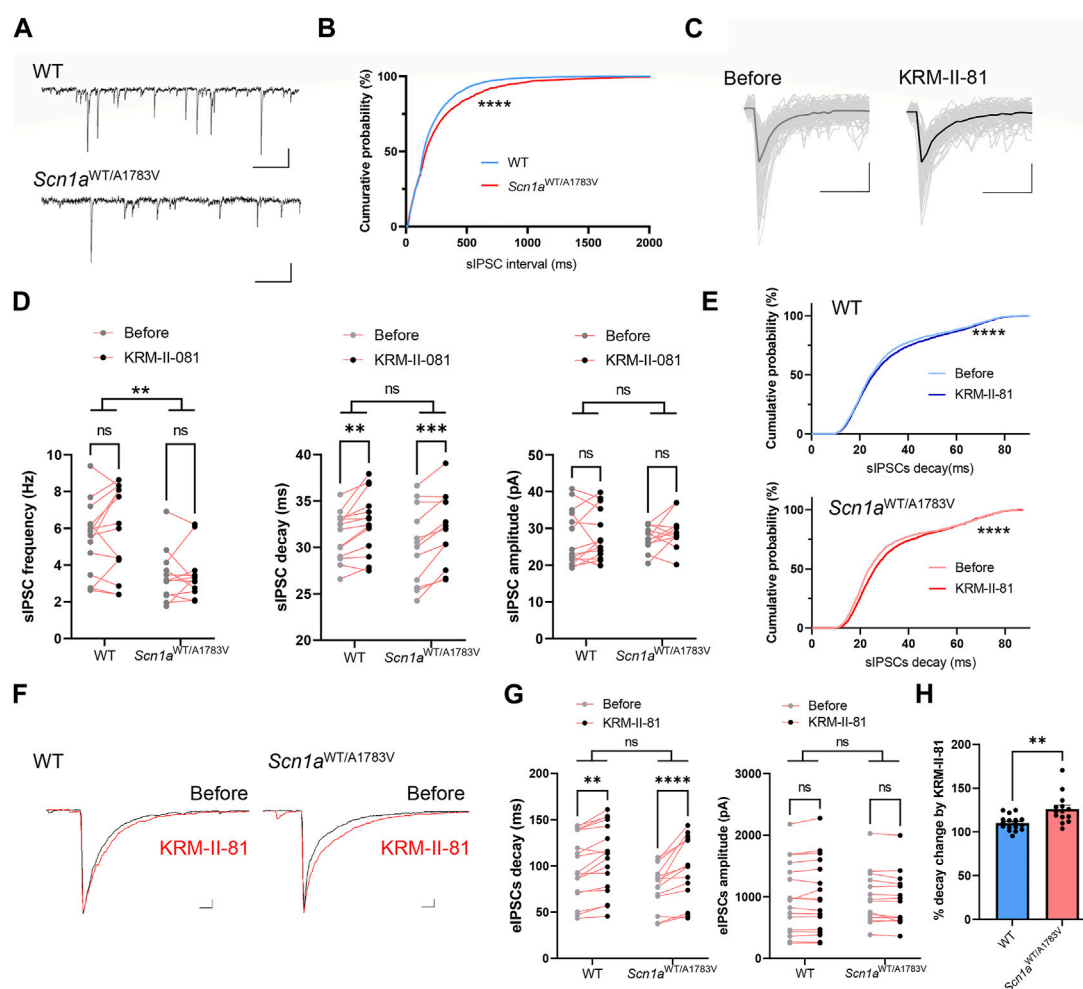 A
WT
Scn1a^WT/A1783V
B
Cumurative probability (%)
100
50
0
****
WT
Scn1a^WT/A1783V
0 500 1000 1500 2000
sIPSC interval (ms)
C
Before
KRM-II-81
D
Before
KRM-II-081
**
ns ns
sIPSC frequency (Hz)
10
8
6
4
2
0
WT Scn1a^WT/A1783V
Before
KRM-II-081
ns
** ***
sIPSC decay (ms)
40
35
30
25
20
WT Scn1a^WT/A1783V
Before
KRM-II-081
ns
ns ns
sIPSC amplitude (pA)
50
40
30
20
10
0
WT Scn1a^WT/A1783V
E
WT
Cumulative probability (%)
100
50
0
****
Before
KRM-II-81
0 20 40 60 80
sIPSCs decay(ms)
Scn1a^WT/A1783V
Cumulative probability (%)
100
50
0
****
Before
KRM-II-81
0 20 40 60 80
sIPSCs decay (ms)
F
WT
Before
KRM-II-81
Scn1a^WT/A1783V
Before
KRM-II-81
G
Before
KRM-II-81
ns
** ****
eIPSCs decay (ms)
200
150
100
50
0
WT Scn1a^WT/A1783V
Before
KRM-II-81
ns
ns ns
eIPSCs amplitude (pA)
3000
2000
1000
0
WT Scn1a^WT/A1783V
H
**
% decay change by KRM-II-81
200
150
100
50
0
WT
Scn1a^WT/A1783V